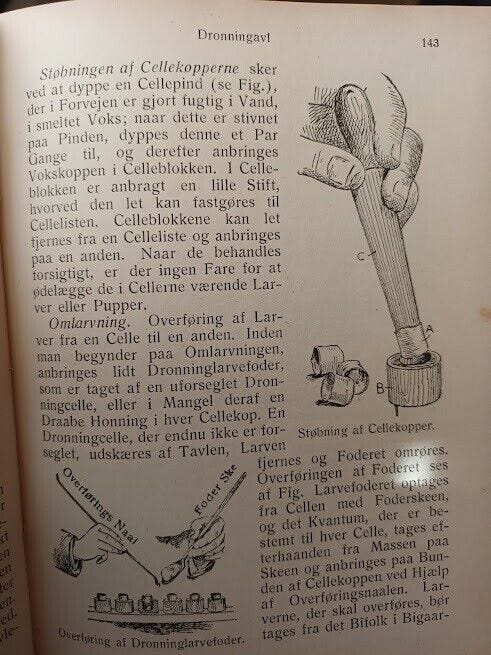 Dronningavl
143
Støbningen af Cellekopperne sker
ved at dyppe en Cellepind (se Fig.),
der i Forvejen er gjort fugtig i Vand,
i smeltet Voks; naar dette er stivnet
paa Pinden, dyppes denne et Par
Gange til, og derefter anbringes
Vokskoppen i Celleblokken. I Celle-
blokken er anbragt en lille Stift,
hvorved den let kan fastgøres til
Cellelisten. Celleblokkene kan let
fjernes fra en Celleliste og anbringes
paa en anden. Naar de behandles
forsigtigt, er der ingen Fare for at
ødelægge de i Cellerne værende Lar-
ver eller Pupper.
Omlarvning. Overføring af Lar-
ver fra en Celle til en anden. Inden
man begynder paa Omlarvningen,
anbringes lidt Dronninglarvefoder,
som er taget af en uforseglet Dron-
ningcelle, eller i Mangel deraf en
Draabe Honning i hver Cellekop. En
Dronningcelle, der endnu ikke er for-
seglet, udskæres af Tavlen, Larven
C
A
B
Støbning af Cellekopper.
fjernes og Foderet omrøres.
Overføringen af Foderet ses
af Fig. Larvefoderet optages
fra Cellen med Foderskeen,
og det Kvantum, der er be-
stemt til hver Celle, tages ef-
terhaanden fra Massen paa
Skeen og anbringes paa Bun-
den af Cellekoppen ved Hjælp
af Overføringsnaalen. Lar-
verne, der skal overføres, bør
tages fra det Bifolk i Bigaar-
Overførings Naal
Foder Ske
Overføring af Dronninglarvefoder.